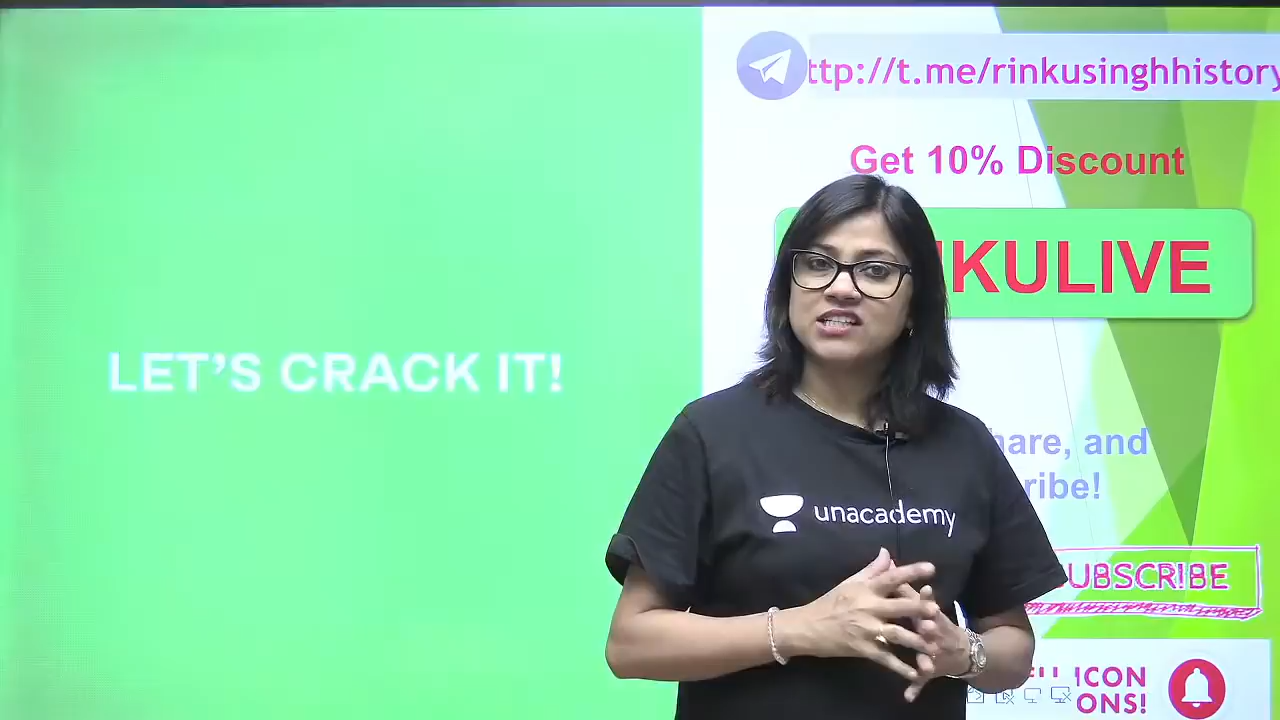 LET'S CRACK IT!
ttp://t.me/rinkusinghhistory
Get 10% Discount
KULIVE
hare, and
ribe!
unacademy
UBSCRIBE
ICON
ONS!